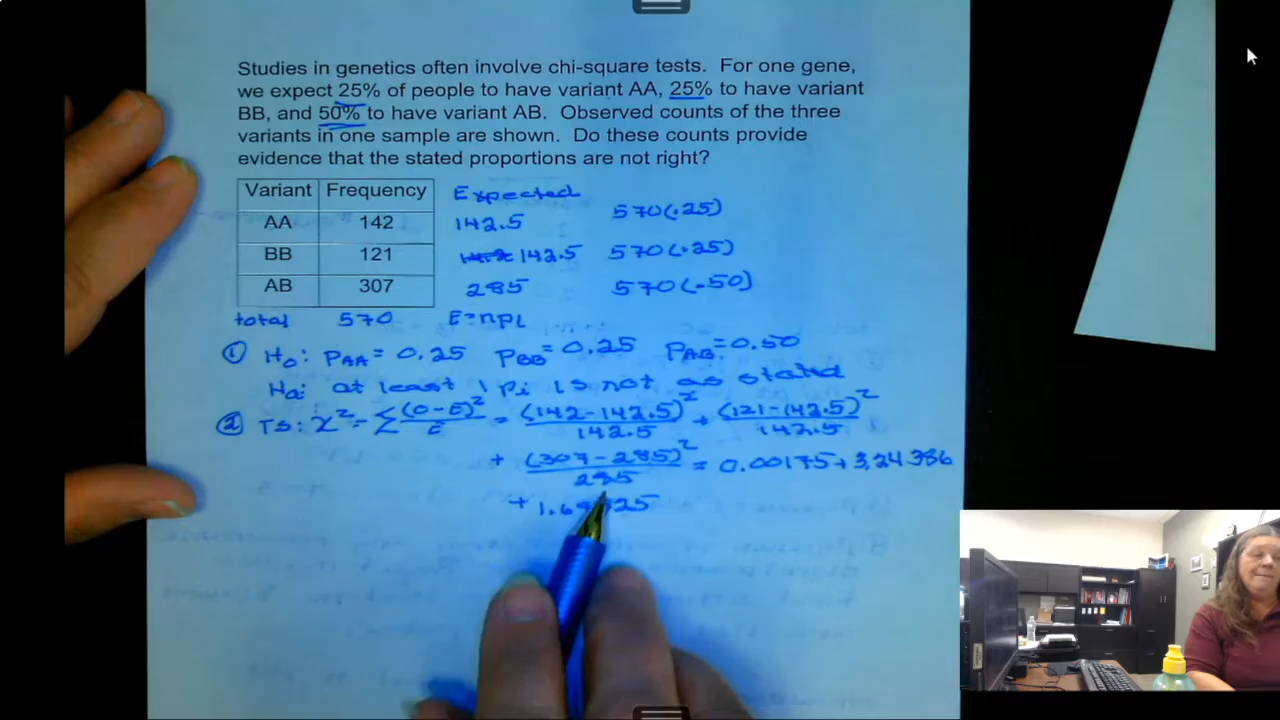 Studies in genetics often involve chi-square tests. For one gene,
we expect 25% of people to have variant AA, 25% to have variant
BB, and 50% to have variant AB. Observed counts of the three
variants in one sample are shown. Do these counts provide
evidence that the stated proportions are not right?
Variant Frequency Expected
AA 142 142.5 570(.25)
BB 121 142.5 570(.25)
AB 307 285 570(.50)
total 570 E=npi
① H0: PAA = 0.25 PBB = 0.25 PAB = 0.50
Ha: at least 1 Pi is not as stated
② TS: χ² = Σ (O-E)²/E = (142-142.5)²/142.5 + (121-142.5)²/142.5
+ (307-285)²/285 = 0.00175 + 3.24386
+ 1.6